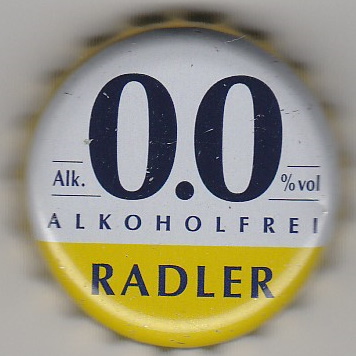 Alk. 0.0 %vol
ALKOHOLFREI
RADLER